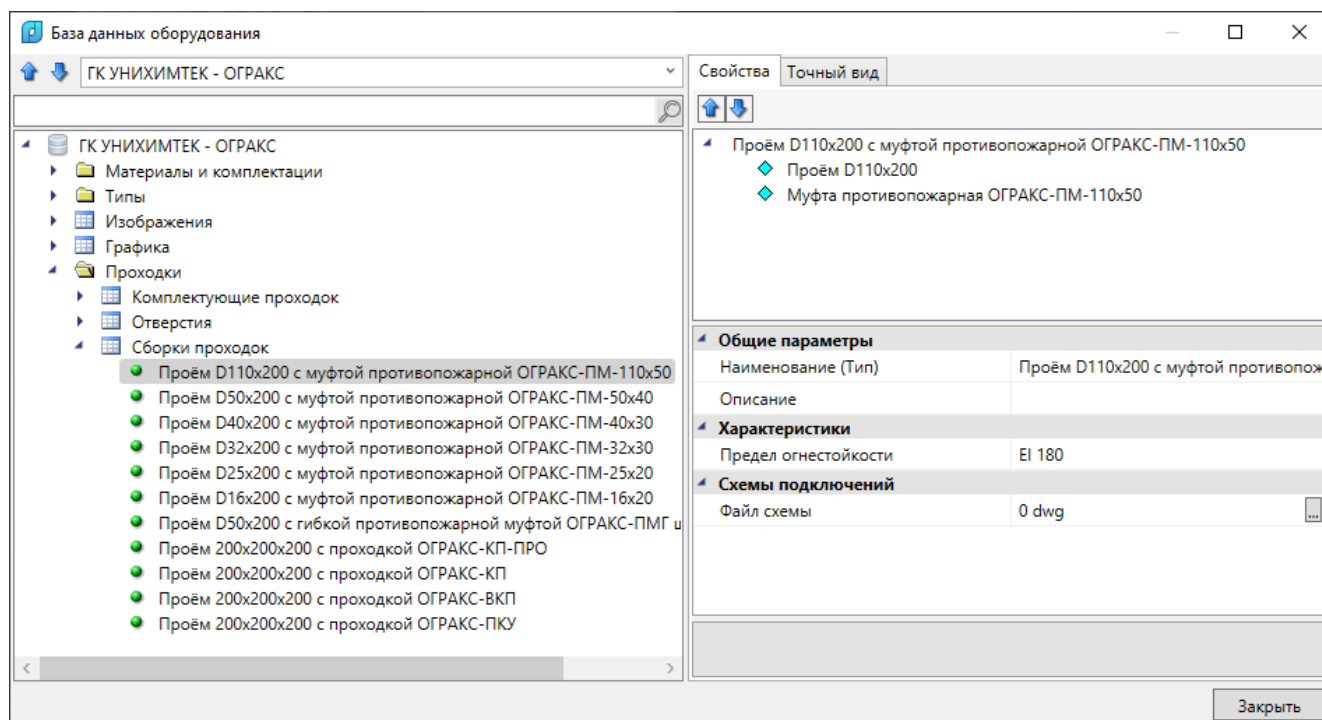 База данных оборудования
ГК УНИХИМТЕК - ОГРАКС
ГК УНИХИМТЕК - ОГРАКС
Материалы и комплектации
Типы
Изображения
Графика
Проходки
Комплектующие проходок
Отверстия
Сборки проходок
Проём D110x200 с муфтой противопожарной ОГРАКС-ПМ-110x50
Проём D50x200 с муфтой противопожарной ОГРАКС-ПМ-50x40
Проём D40x200 с муфтой противопожарной ОГРАКС-ПМ-40x30
Проём D32x200 с муфтой противопожарной ОГРАКС-ПМ-32x30
Проём D25x200 с муфтой противопожарной ОГРАКС-ПМ-25x20
Проём D16x200 с муфтой противопожарной ОГРАКС-ПМ-16x20
Проём D50x200 с гибкой противопожарной муфтой ОГРАКС-ПМГ
Проём 200x200x200 с проходкой ОГРАКС-КП-ПРО
Проём 200x200x200 с проходкой ОГРАКС-КП
Проём 200x200x200 с проходкой ОГРАКС-ВКП
Проём 200x200x200 с проходкой ОГРАКС-ПКУ
Свойства
Точный вид
Проём D110x200 с муфтой противопожарной ОГРАКС-ПМ-110x50
Проём D110x200
Муфта противопожарная ОГРАКС-ПМ-110x50
Общие параметры
Наименование (Тип) Проём D110x200 с муфтой противопож
Описание
Характеристики
Предел огнестойкости EI 180
Схемы подключений
Файл схемы 0 dwg ...
Закрыть